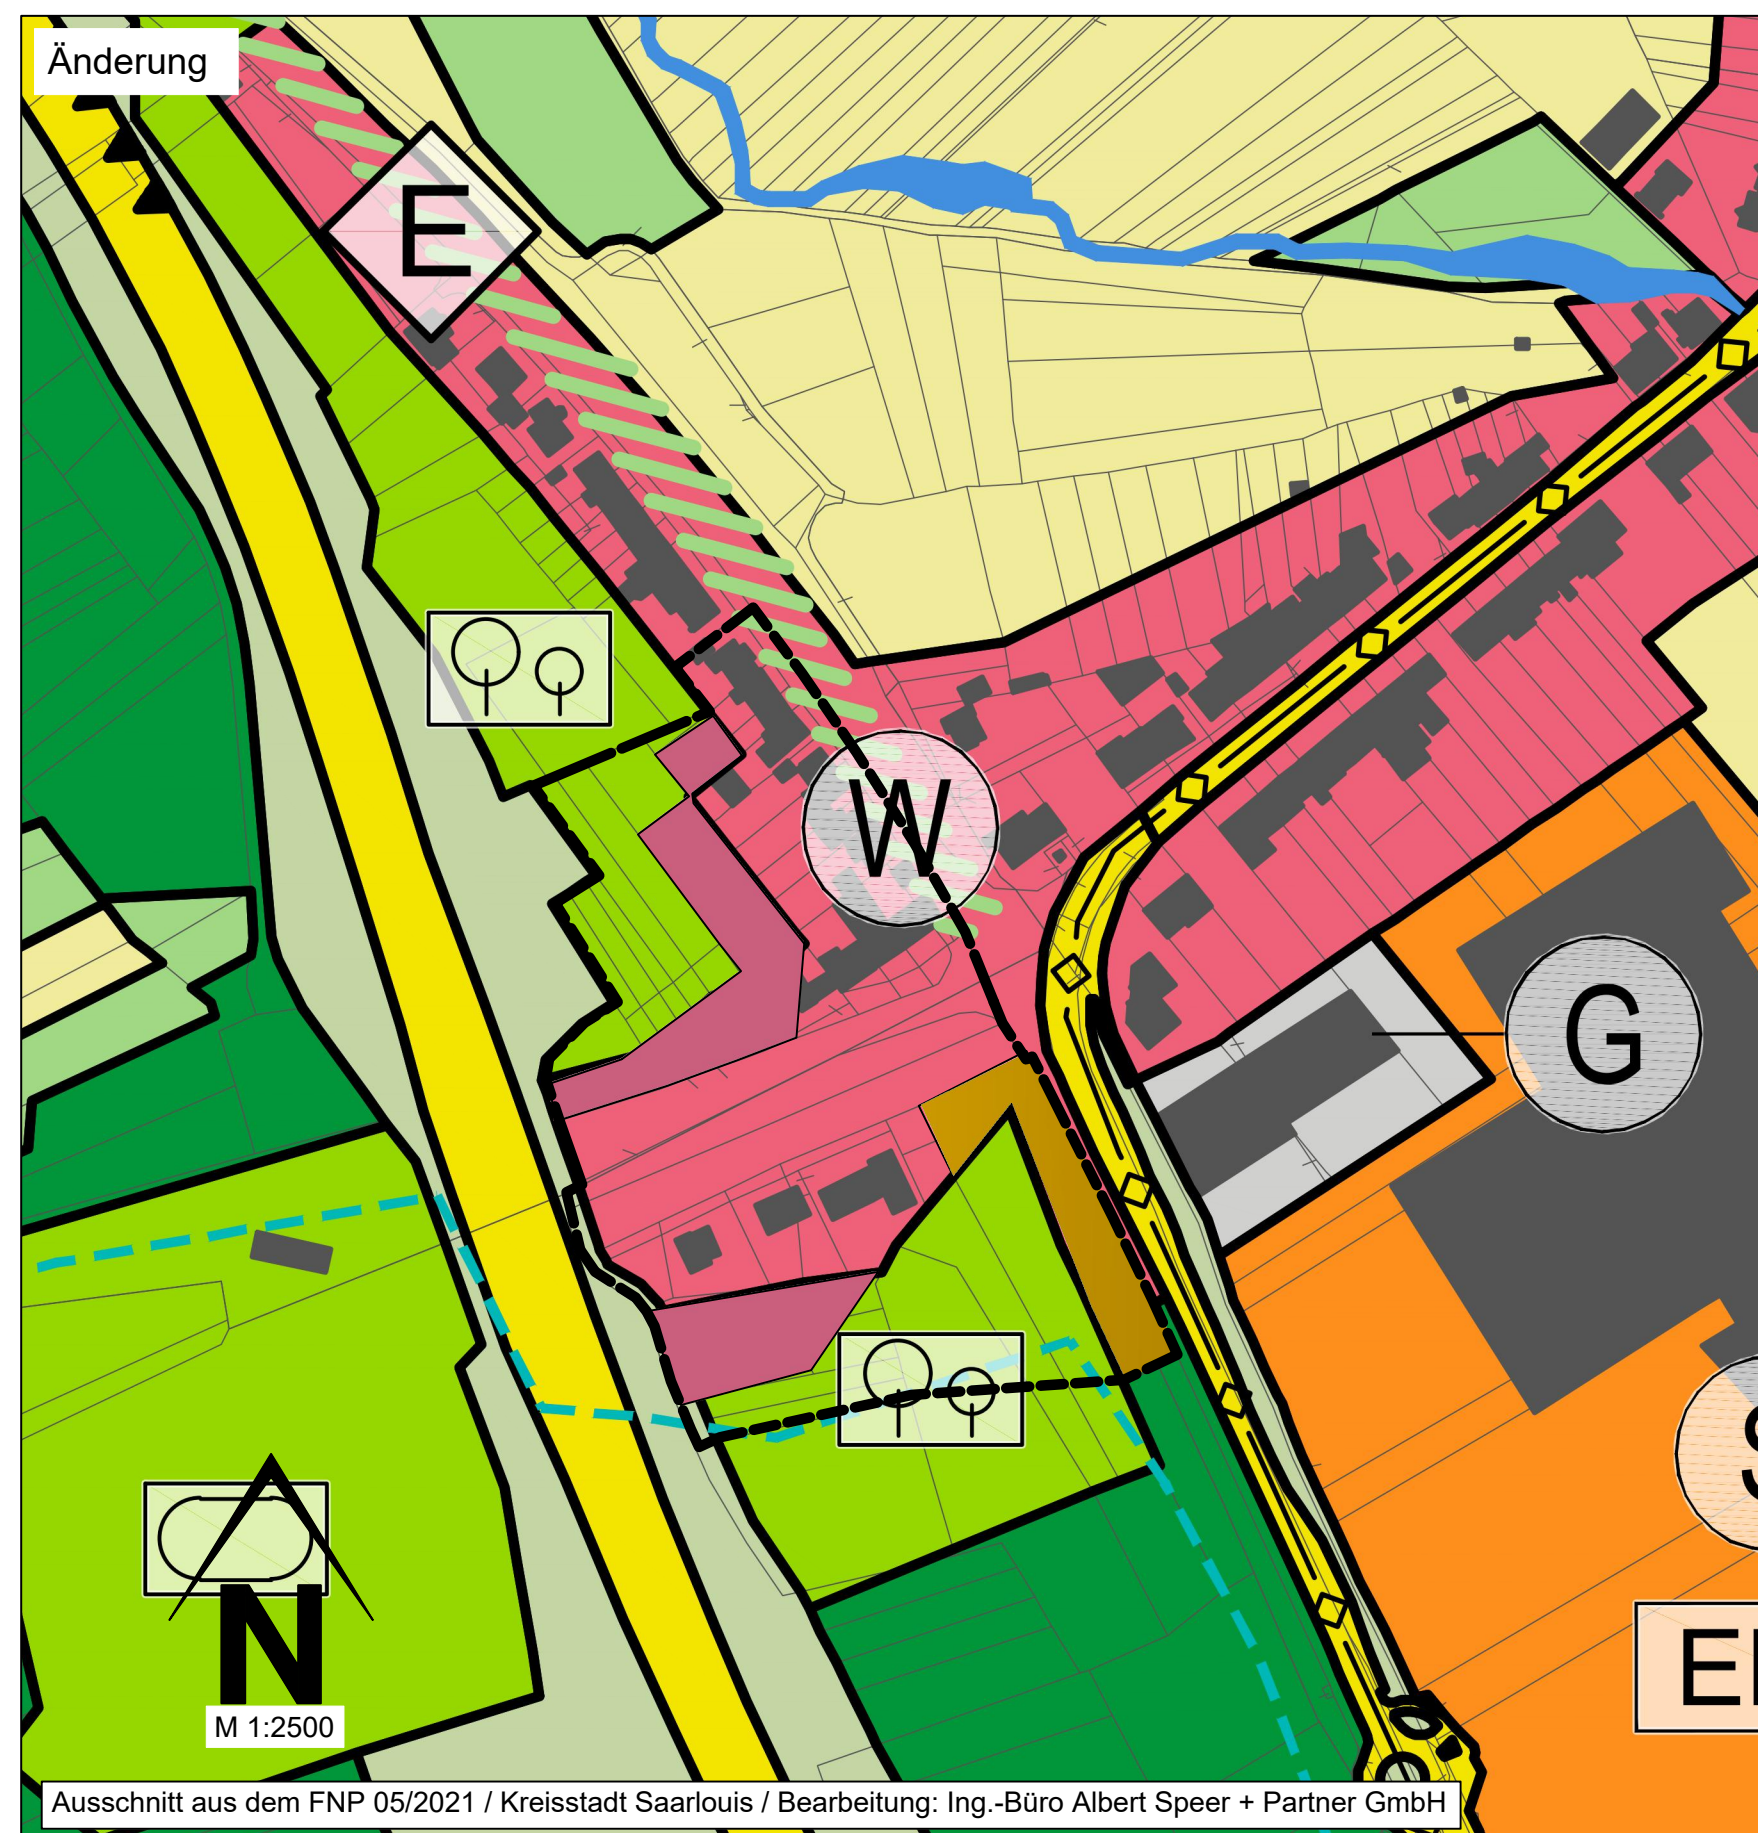 Änderung
E
W
G
N
M 1:2500
Ausschnitt aus dem FNP 05/2021 / Kreisstadt Saarlouis / Bearbeitung: Ing.-Büro Albert Speer + Partner GmbH